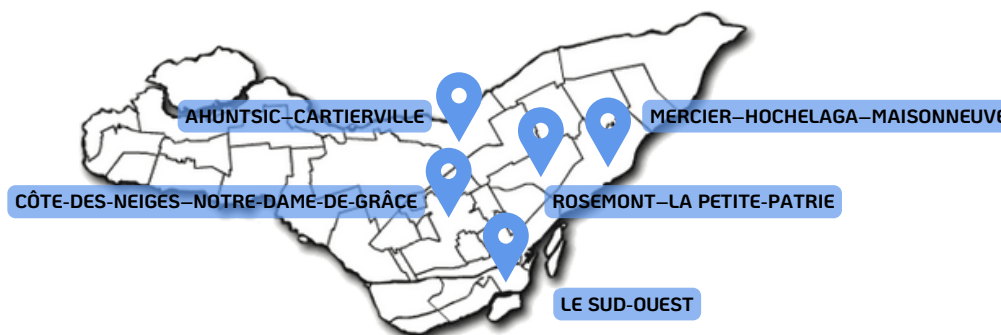 AHUNTSIC–CARTIERVILLE
MERCIER–HOCHELAGA–MAISONNEUVE
CÔTE-DES-NEIGES–NOTRE-DAME-DE-GRÂCE
ROSEMONT–LA PETITE-PATRIE
LE SUD-OUEST